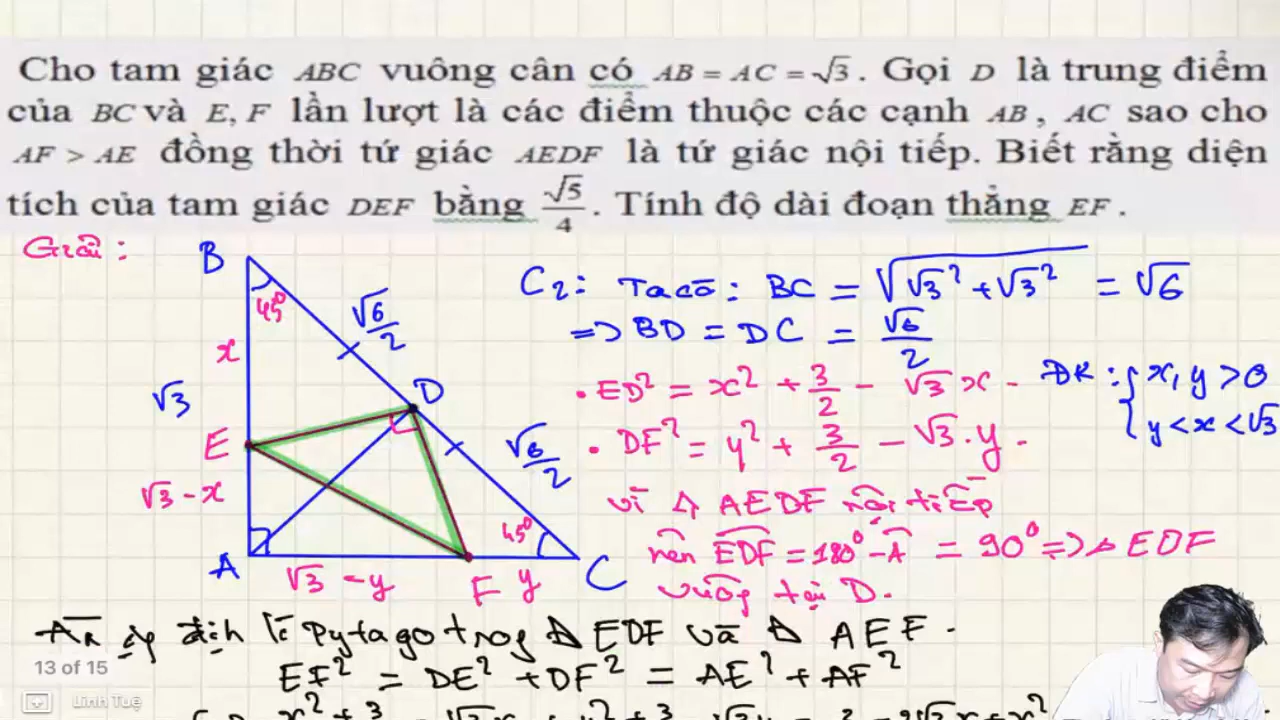 Cho tam giác ABC vuông cân có AB = AC = √3. Gọi D là trung điểm
của BC và E, F lần lượt là các điểm thuộc các cạnh AB, AC sao cho
AF > AE đồng thời tứ giác AEDF là tứ giác nội tiếp. Biết rằng diện
tích của tam giác DEF bằng √5/4. Tính độ dài đoạn thẳng EF.
Giải:
B
45°
√6/2
x
√3
D
E
√6/2
√3 - x
45°
A
√3 - y
F
y
C
C2: Ta có: BC = √(√3² + √3²) = √6
=> BD = DC = √6/2
• ED² = x² + 3/2 - √3x.
ĐK: { x, y > 0
{ y < x < √3
• DF² = y² + 3/2 - √3.y.
vì AEDF nội tiếp
nên EDF = 180° - A = 90° => Δ EDF
vuông tại D.
định lí Pytago trog Δ EDF và Δ AEF.
EF² = DE² + DF² = AE² + AF²
13 of 15
Linh Tuệ